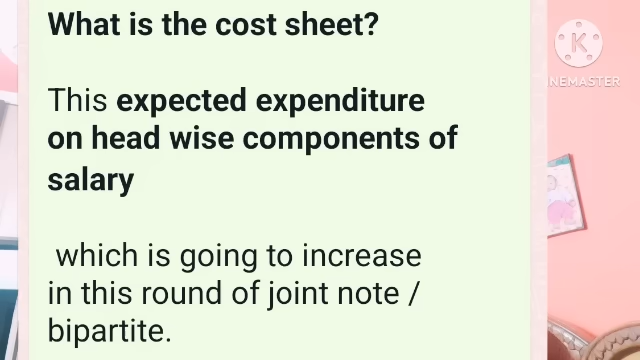 What is the cost sheet?
This expected expenditure
on head wise components of
salary
which is going to increase
in this round of joint note /
bipartite.
K
INEMASTER